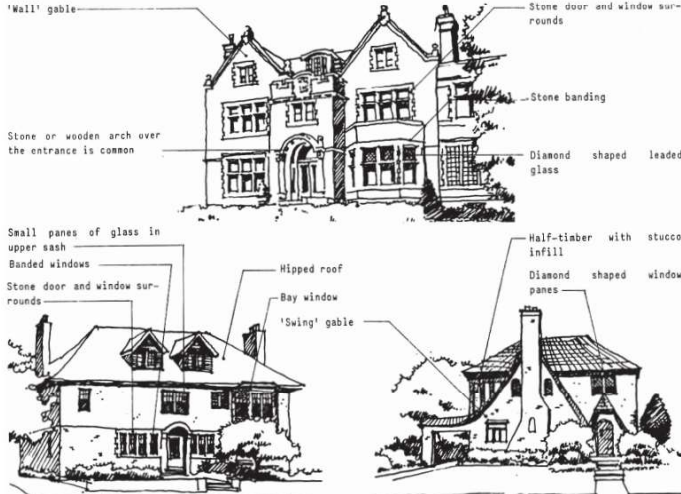 'Wall' gable
Stone door and window sur-
rounds
Stone banding
Stone or wooden arch over
the entrance is common
Diamond shaped leaded
glass
Small panes of glass in
upper sash
Banded windows
Stone door and window sur-
rounds
Hipped roof
Bay window
'Swing' gable
Half-timber with stucco
infill
Diamond shaped window
panes